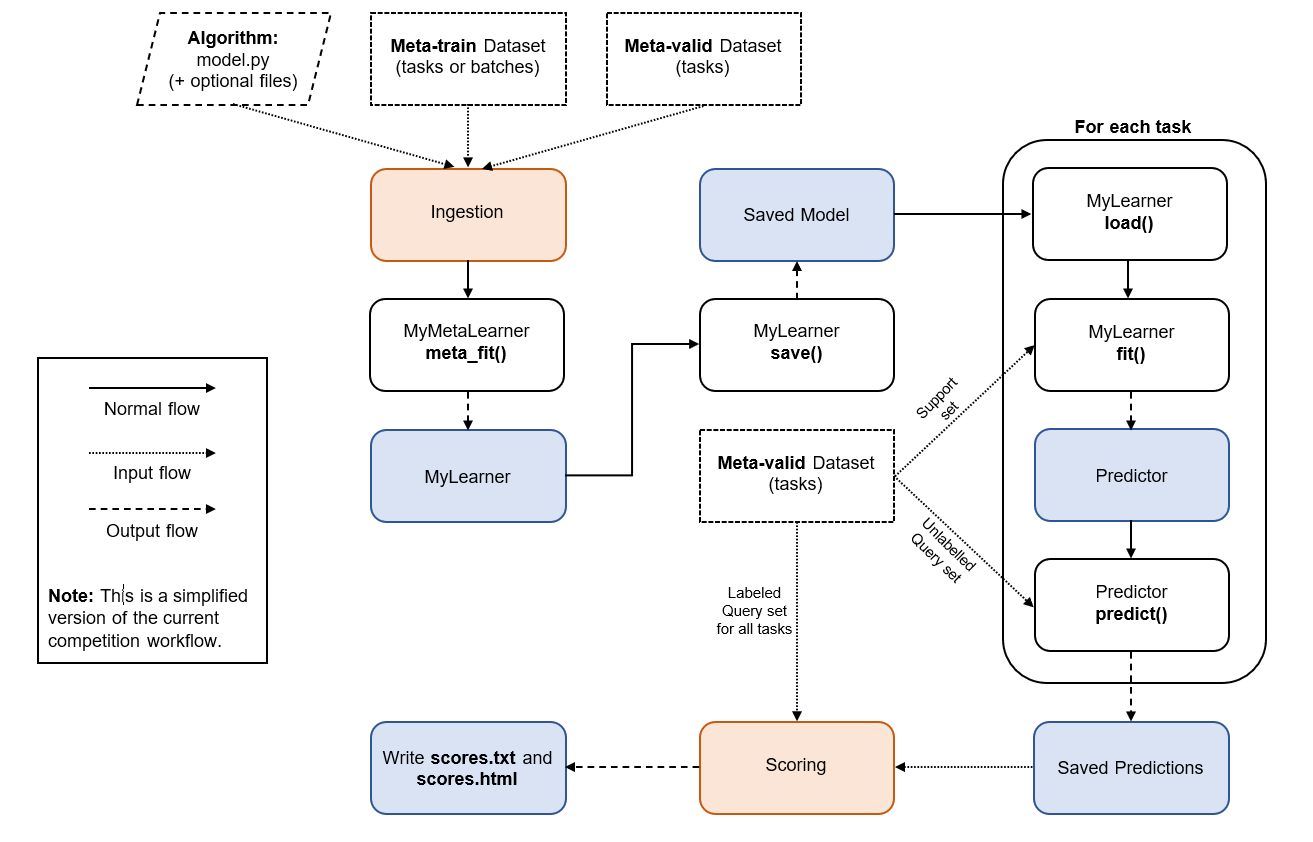 Algorithm:
model.py
(+ optional files)
Meta-train Dataset
(tasks or batches)
Meta-valid Dataset
(tasks)
For each task
Ingestion
Saved Model
MyLearner
load()
MyMetaLearner
meta_fit()
MyLearner
save()
MyLearner
fit()
Normal flow
Input flow
Output flow
Note: This is a simplified
version of the current
competition workflow.
MyLearner
Meta-valid Dataset
(tasks)
Support
set
Unlabelled
Query set
Predictor
Labeled
Query set
for all tasks
Predictor
predict()
Write scores.txt and
scores.html
Scoring
Saved Predictions